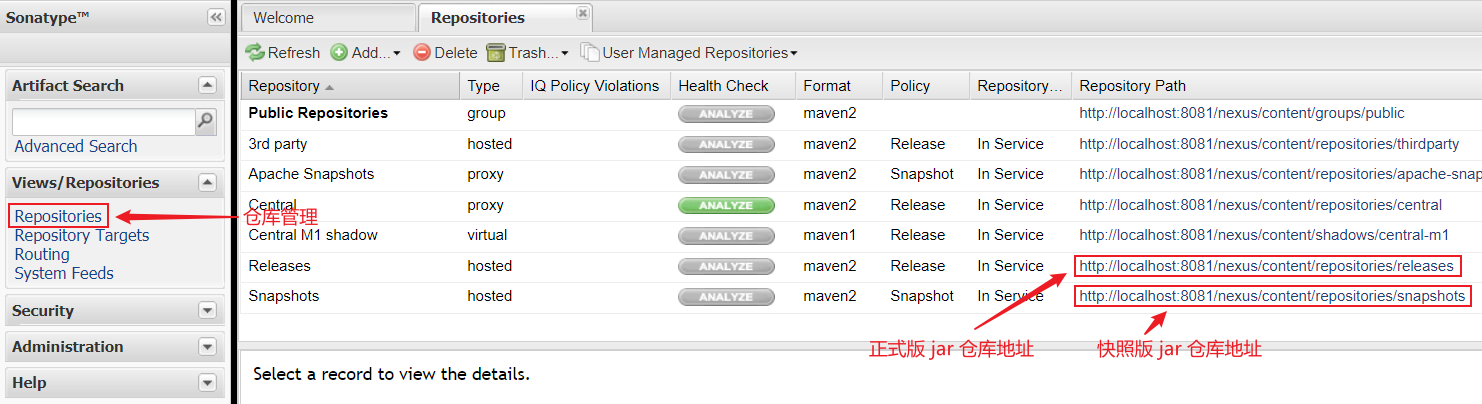 Sonatype™
Welcome
Repositories
Refresh Add... Delete Trash... User Managed Repositories
Artifact Search
Advanced Search
Views/Repositories
Repositories
仓库管理
Repository Targets
Routing
System Feeds
Security
Administration
Help
Repository Type IQ Policy Violations Health Check Format Policy Repository... Repository Path
Public Repositories group ANALYZE maven2 http://localhost:8081/nexus/content/groups/public
3rd party hosted ANALYZE maven2 Release In Service http://localhost:8081/nexus/content/repositories/thirdparty
Apache Snapshots proxy ANALYZE maven2 Snapshot In Service http://localhost:8081/nexus/content/repositories/apache-snap
Central proxy ANALYZE maven2 Release In Service http://localhost:8081/nexus/content/repositories/central
Central M1 shadow virtual ANALYZE maven1 Release In Service http://localhost:8081/nexus/content/shadows/central-m1
Releases hosted ANALYZE maven2 Release In Service http://localhost:8081/nexus/content/repositories/releases
Snapshots hosted ANALYZE maven2 Snapshot In Service http://localhost:8081/nexus/content/repositories/snapshots
正式版 jar 仓库地址
快照版 jar 仓库地址
Select a record to view the details.